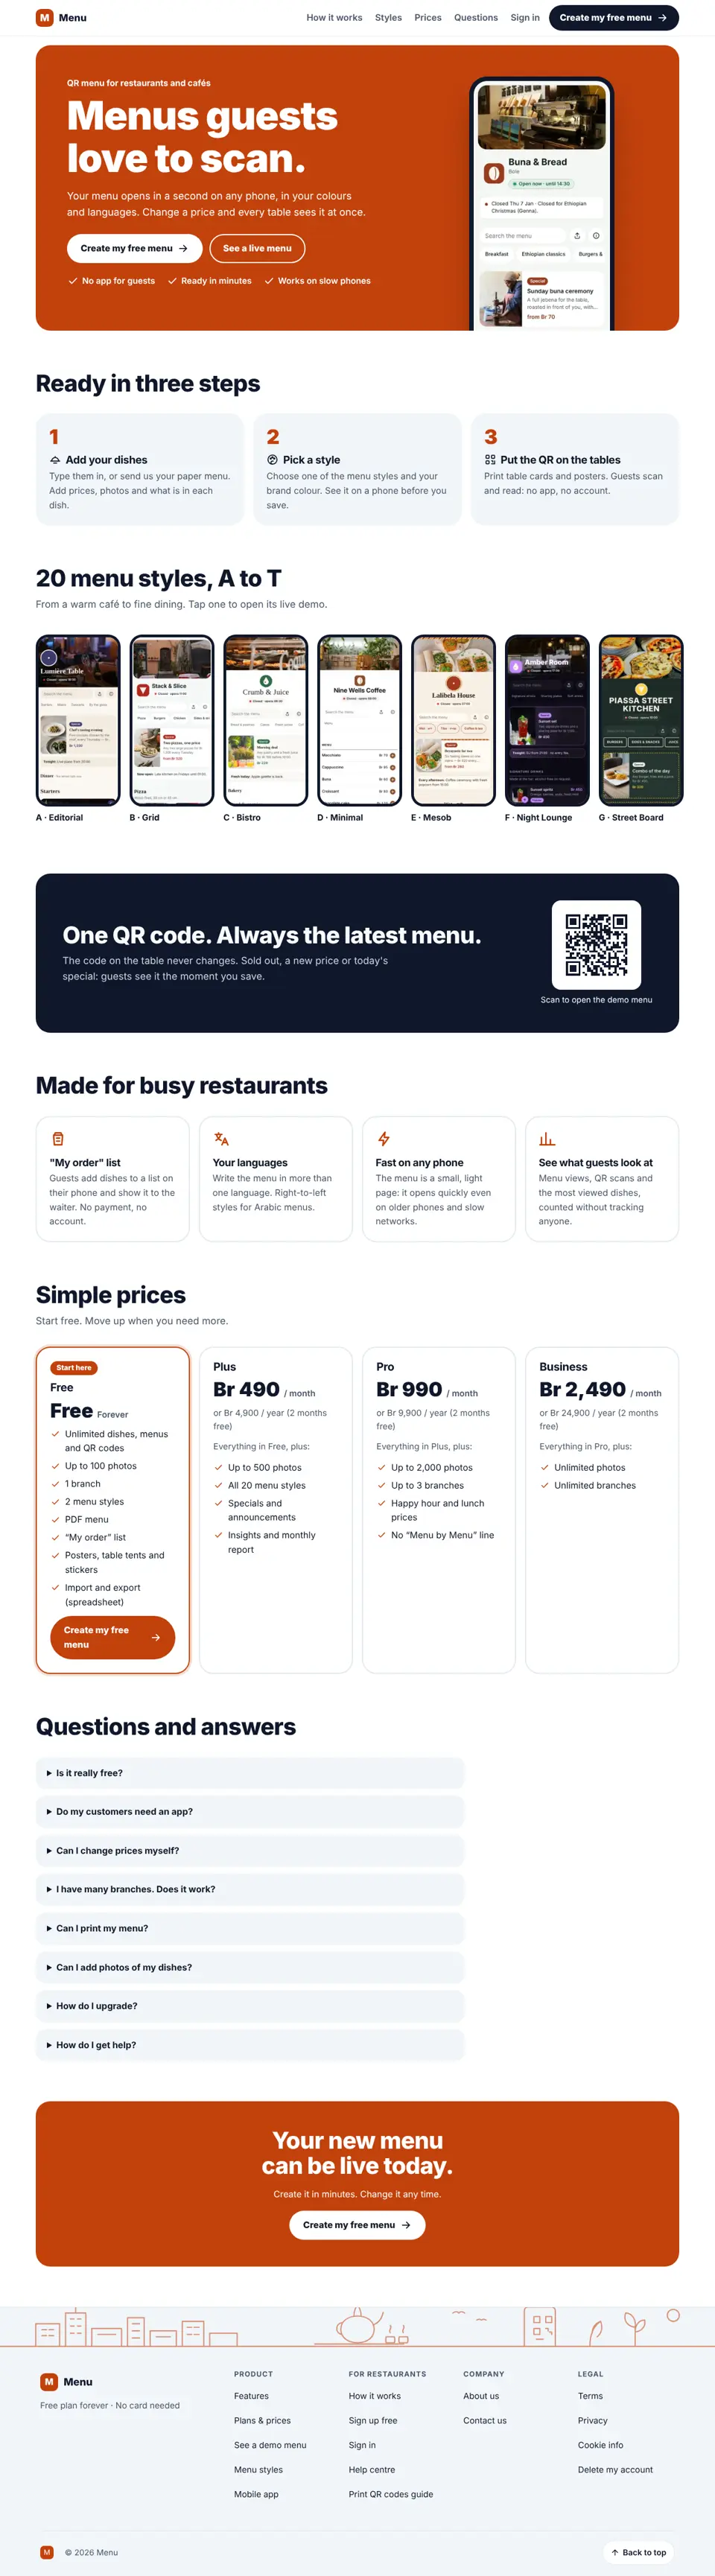 M Menu
How it works Styles Prices Questions Sign in Create my free menu
QR menu for restaurants and cafés
Menus guests
love to scan.
Your menu opens in a second on any phone, in your colours
and languages. Change a price and every table sees it at once.
Create my free menu See a live menu
No app for guests Ready in minutes Works on slow phones
Buna & Bread
Bole
Open now · until 14:30
Closed Thu 7 Jan · Closed for Ethiopian
Christmas (Genna).
Search the menu
Breakfast Ethiopian classics Burgers &
Special
Sunday buna ceremony
A full jebena for the table,
roasted in front of you, with...
from Br 70
Ready in three steps
1
Add your dishes
Type them in, or send us your paper menu.
Add prices, photos and what is in each
dish.
2
Pick a style
Choose one of the menu styles and your
brand colour. See it on a phone before you
save.
3
Put the QR on the tables
Print table cards and posters. Guests scan
and read: no app, no account.
20 menu styles, A to T
From a warm café to fine dining. Tap one to open its live demo.
Lumière Table
Starters
Stack & Slice
Pizza
Crumb & Juice
Bakery
Nine Wells Coffee
MENU
Macchiato
Cappuccino
Buna
Croissant
Lalibela House
Amber Room
PIASSA STREET
KITCHEN
Combo of the day
A · Editorial
B · Grid
C · Bistro
D · Minimal
E · Mesob
F · Night Lounge
G · Street Board
One QR code. Always the latest menu.
The code on the table never changes. Sold out, a new price or today's
special: guests see it the moment you save.
Scan to open the demo menu
Made for busy restaurants
"My order" list
Guests add dishes to a list on
their phone and show it to the
waiter. No payment, no
account.
Your languages
Write the menu in more than
one language. Right-to-left
styles for Arabic menus.
Fast on any phone
The menu is a small, light
page: it opens quickly even
on older phones and slow
networks.
See what guests look at
Menu views, QR scans and
the most viewed dishes,
counted without tracking
anyone.
Simple prices
Start free. Move up when you need more.
Start here
Free
Free Forever
Unlimited dishes, menus
and QR codes
Up to 100 photos
1 branch
2 menu styles
PDF menu
“My order” list
Posters, table tents and
stickers
Import and export
(spreadsheet)
Create my free
menu
Plus
Br 490 / month
or Br 4,900 / year (2 months
free)
Everything in Free, plus:
Up to 500 photos
All 20 menu styles
Specials and
announcements
Insights and monthly
report
Pro
Br 990 / month
or Br 9,900 / year (2 months
free)
Everything in Plus, plus:
Up to 2,000 photos
Up to 3 branches
Happy hour and lunch
prices
No “Menu by Menu” line
Business
Br 2,490 / month
or Br 24,900 / year (2 months
free)
Everything in Pro, plus:
Unlimited photos
Unlimited branches
Questions and answers
Is it really free?
Do my customers need an app?
Can I change prices myself?
I have many branches. Does it work?
Can I print my menu?
Can I add photos of my dishes?
How do I upgrade?
How do I get help?
Your new menu
can be live today.
Create it in minutes. Change it any time.
Create my free menu
M Menu
Free plan forever · No card needed
PRODUCT
Features
Plans & prices
See a demo menu
Menu styles
Mobile app
FOR RESTAURANTS
How it works
Sign up free
Sign in
Help centre
Print QR codes guide
COMPANY
About us
Contact us
LEGAL
Terms
Privacy
Cookie info
Delete my account
M © 2026 Menu
Back to top